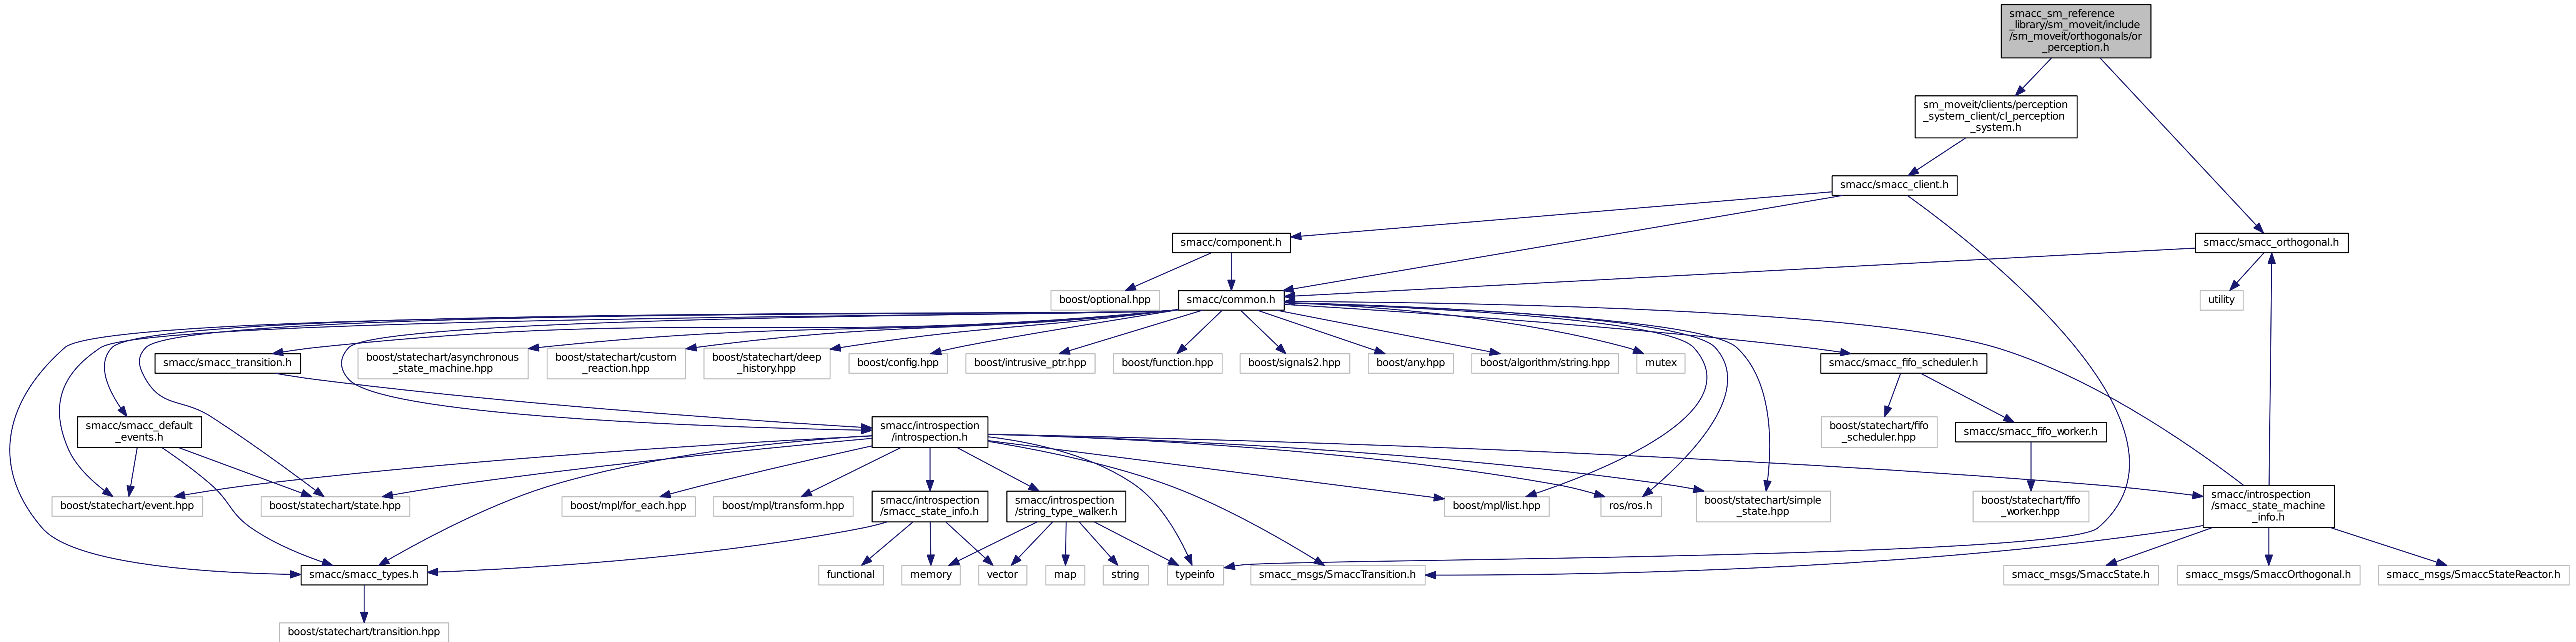 smacc_sm_reference
_library/sm_moveit/include
/sm_moveit/orthogonals/or
_perception.h
sm_moveit/clients/perception
_system_client/cl_perception
_system.h
smacc/smacc_client.h
smacc/component.h
smacc/smacc_orthogonal.h
boost/optional.hpp
smacc/common.h
utility
smacc/smacc_transition.h
boost/statechart/asynchronous
_state_machine.hpp
boost/statechart/custom
_reaction.hpp
boost/statechart/deep
_history.hpp
boost/config.hpp
boost/intrusive_ptr.hpp
boost/function.hpp
boost/signals2.hpp
boost/any.hpp
boost/algorithm/string.hpp
mutex
smacc/smacc_fifo_scheduler.h
smacc/smacc_default
_events.h
smacc/introspection
/introspection.h
boost/statechart/fifo
_scheduler.hpp
smacc/smacc_fifo_worker.h
boost/statechart/event.hpp
boost/statechart/state.hpp
boost/mpl/for_each.hpp
boost/mpl/transform.hpp
smacc/introspection
/smacc_state_info.h
smacc/introspection
/string_type_walker.h
boost/mpl/list.hpp
ros/ros.h
boost/statechart/simple
_state.hpp
boost/statechart/fifo
_worker.hpp
smacc/introspection
/smacc_state_machine
_info.h
smacc/smacc_types.h
functional
memory
vector
map
string
typeinfo
smacc_msgs/SmaccTransition.h
smacc_msgs/SmaccState.h
smacc_msgs/SmaccOrthogonal.h
smacc_msgs/SmaccStateReactor.h
boost/statechart/transition.hpp